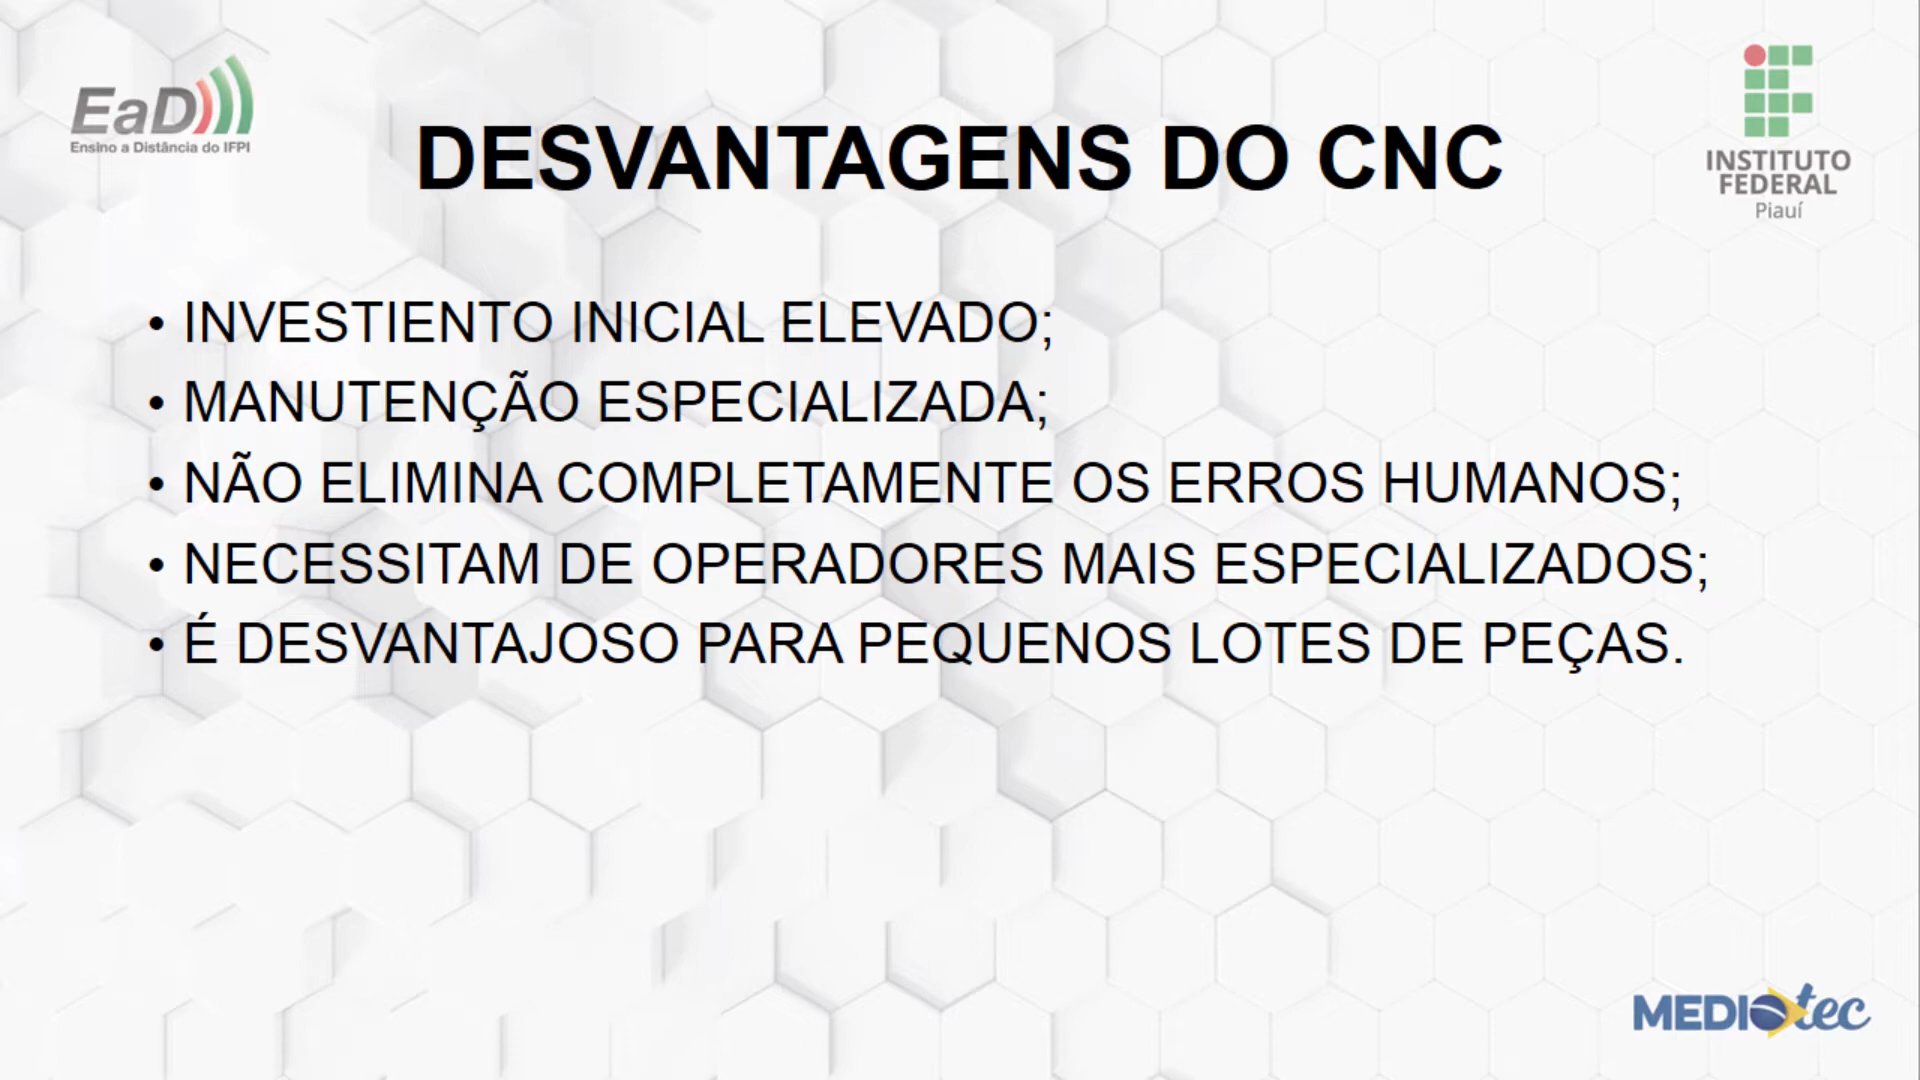 EaD
Ensino a Distância do IFPI
INSTITUTO
FEDERAL
Piauí
DESVANTAGENS DO CNC
• INVESTIENTO INICIAL ELEVADO;
• MANUTENÇÃO ESPECIALIZADA;
• NÃO ELIMINA COMPLETAMENTE OS ERROS HUMANOS;
• NECESSITAM DE OPERADORES MAIS ESPECIALIZADOS;
• É DESVANTAJOSO PARA PEQUENOS LOTES DE PEÇAS.
MEDIOtec